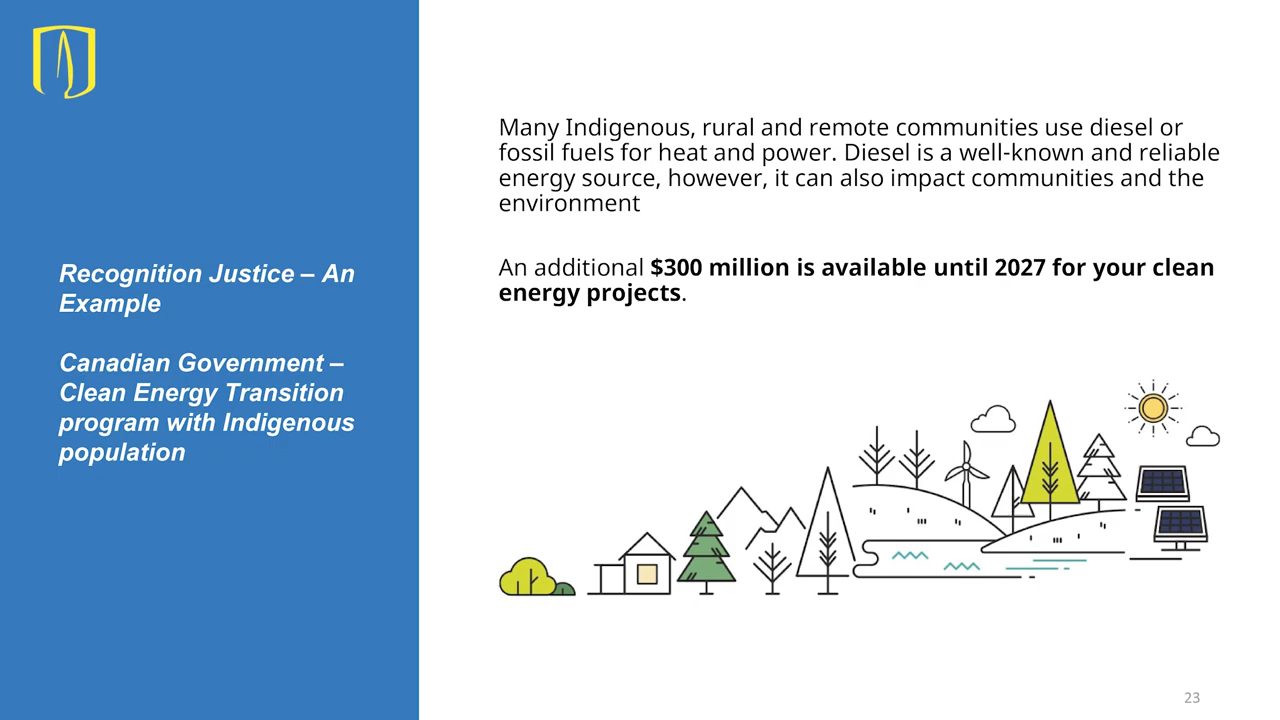 Recognition Justice – An
Example
Canadian Government –
Clean Energy Transition
program with Indigenous
population
Many Indigenous, rural and remote communities use diesel or
fossil fuels for heat and power. Diesel is a well-known and reliable
energy source, however, it can also impact communities and the
environment
An additional $300 million is available until 2027 for your clean
energy projects.
23